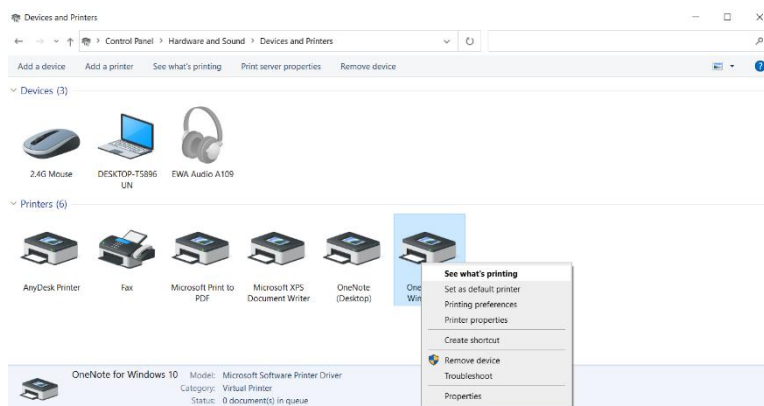 Devices and Printers
Control Panel > Hardware and Sound > Devices and Printers
Add a device Add a printer See what's printing Print server properties Remove device
Devices (3)
2.4G Mouse
DESKTOP-T5896
UN
EWA Audio A109
Printers (6)
AnyDesk Printer
Fax
Microsoft Print to
PDF
Microsoft XPS
Document Writer
OneNote
(Desktop)
One
Win
See what's printing
Set as default printer
Printing preferences
Printer properties
Create shortcut
Remove device
Troubleshoot
Properties
OneNote for Windows 10
Model: Microsoft Software Printer Driver
Category: Virtual Printer
Status: 0 document(s) in queue